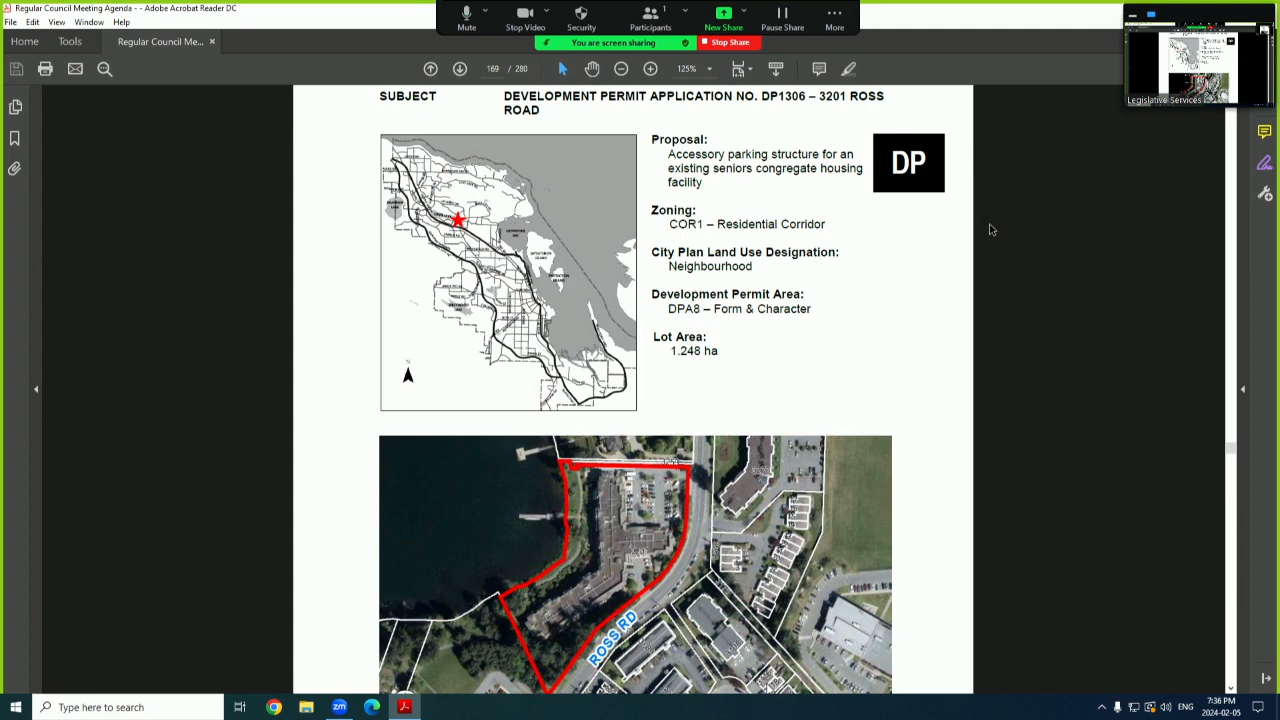 Regular Council Meeting Agenda - - Adobe Acrobat Reader DC
File Edit View Window Help
Mute
Stop Video
Security
1
Participants
New Share
Pause Share
More
You are screen sharing
Stop Share
Home
Tools
Regular Council Me...
169 / 280
125%
Legislative Services
SUBJECT
DEVELOPMENT PERMIT APPLICATION NO. DP1306 – 3201 ROSS
ROAD
Proposal:
Accessory parking structure for an
existing seniors congregate housing
facility
DP
Zoning:
COR1 – Residential Corridor
City Plan Land Use Designation:
Neighbourhood
Development Permit Area:
DPA8 – Form & Character
Lot Area:
1.248 ha
N
ROSS RD
Type here to search
ENG
7:36 PM
2024-02-05